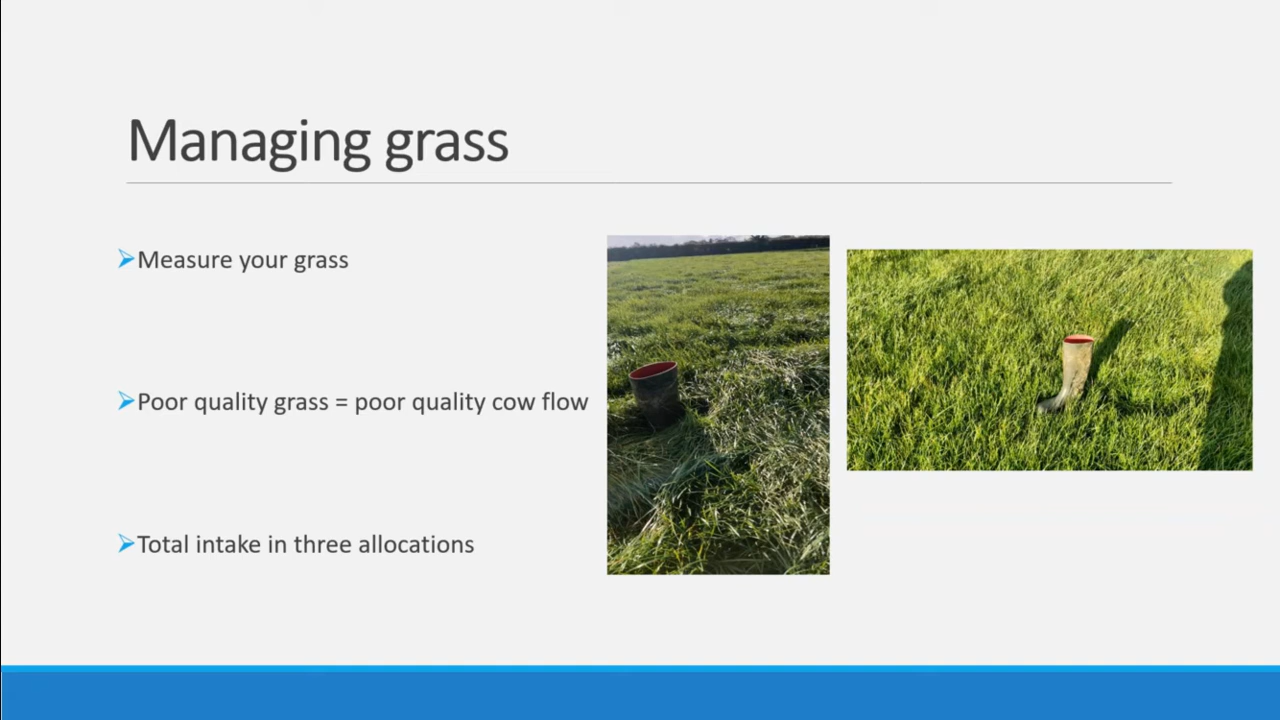 Managing grass
Measure your grass
Poor quality grass = poor quality cow flow
Total intake in three allocations